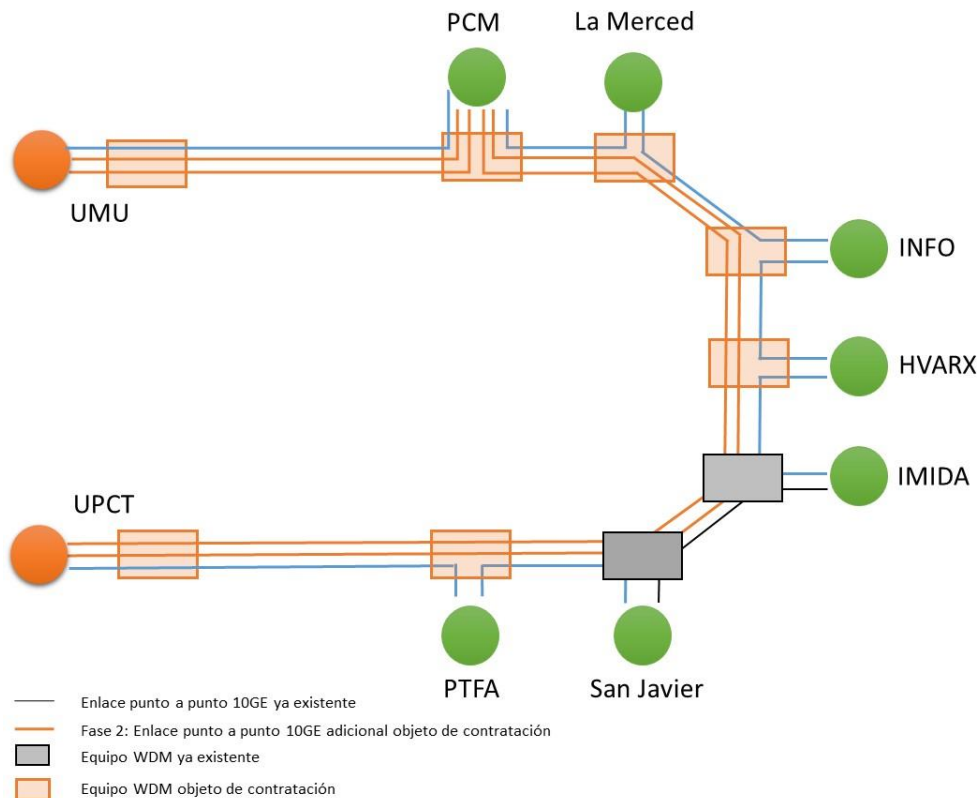 PCM
La Merced
UMU
INFO
HVARX
IMIDA
UPCT
PTFA
San Javier
Enlace punto a punto 10GE ya existente
Fase 2: Enlace punto a punto 10GE adicional objeto de contratación
Equipo WDM ya existente
Equipo WDM objeto de contratación